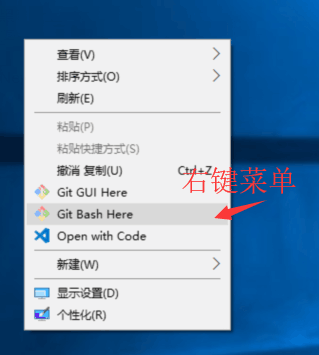 查看(V)
排序方式(O)
刷新(E)
粘贴(P)
粘贴快捷方式(S)
撤消 复制(U) Ctrl+Z
右键菜单
Git GUI Here
Git Bash Here
Open with Code
新建(W)
显示设置(D)
个性化(R)